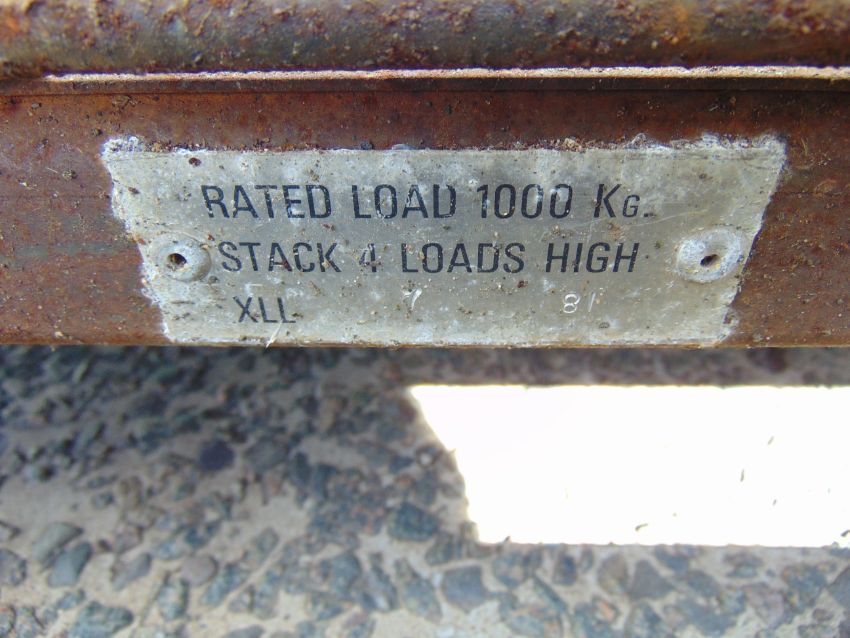 RATED LOAD 1000 KG.
STACK 4 LOADS HIGH
XLL 7 81